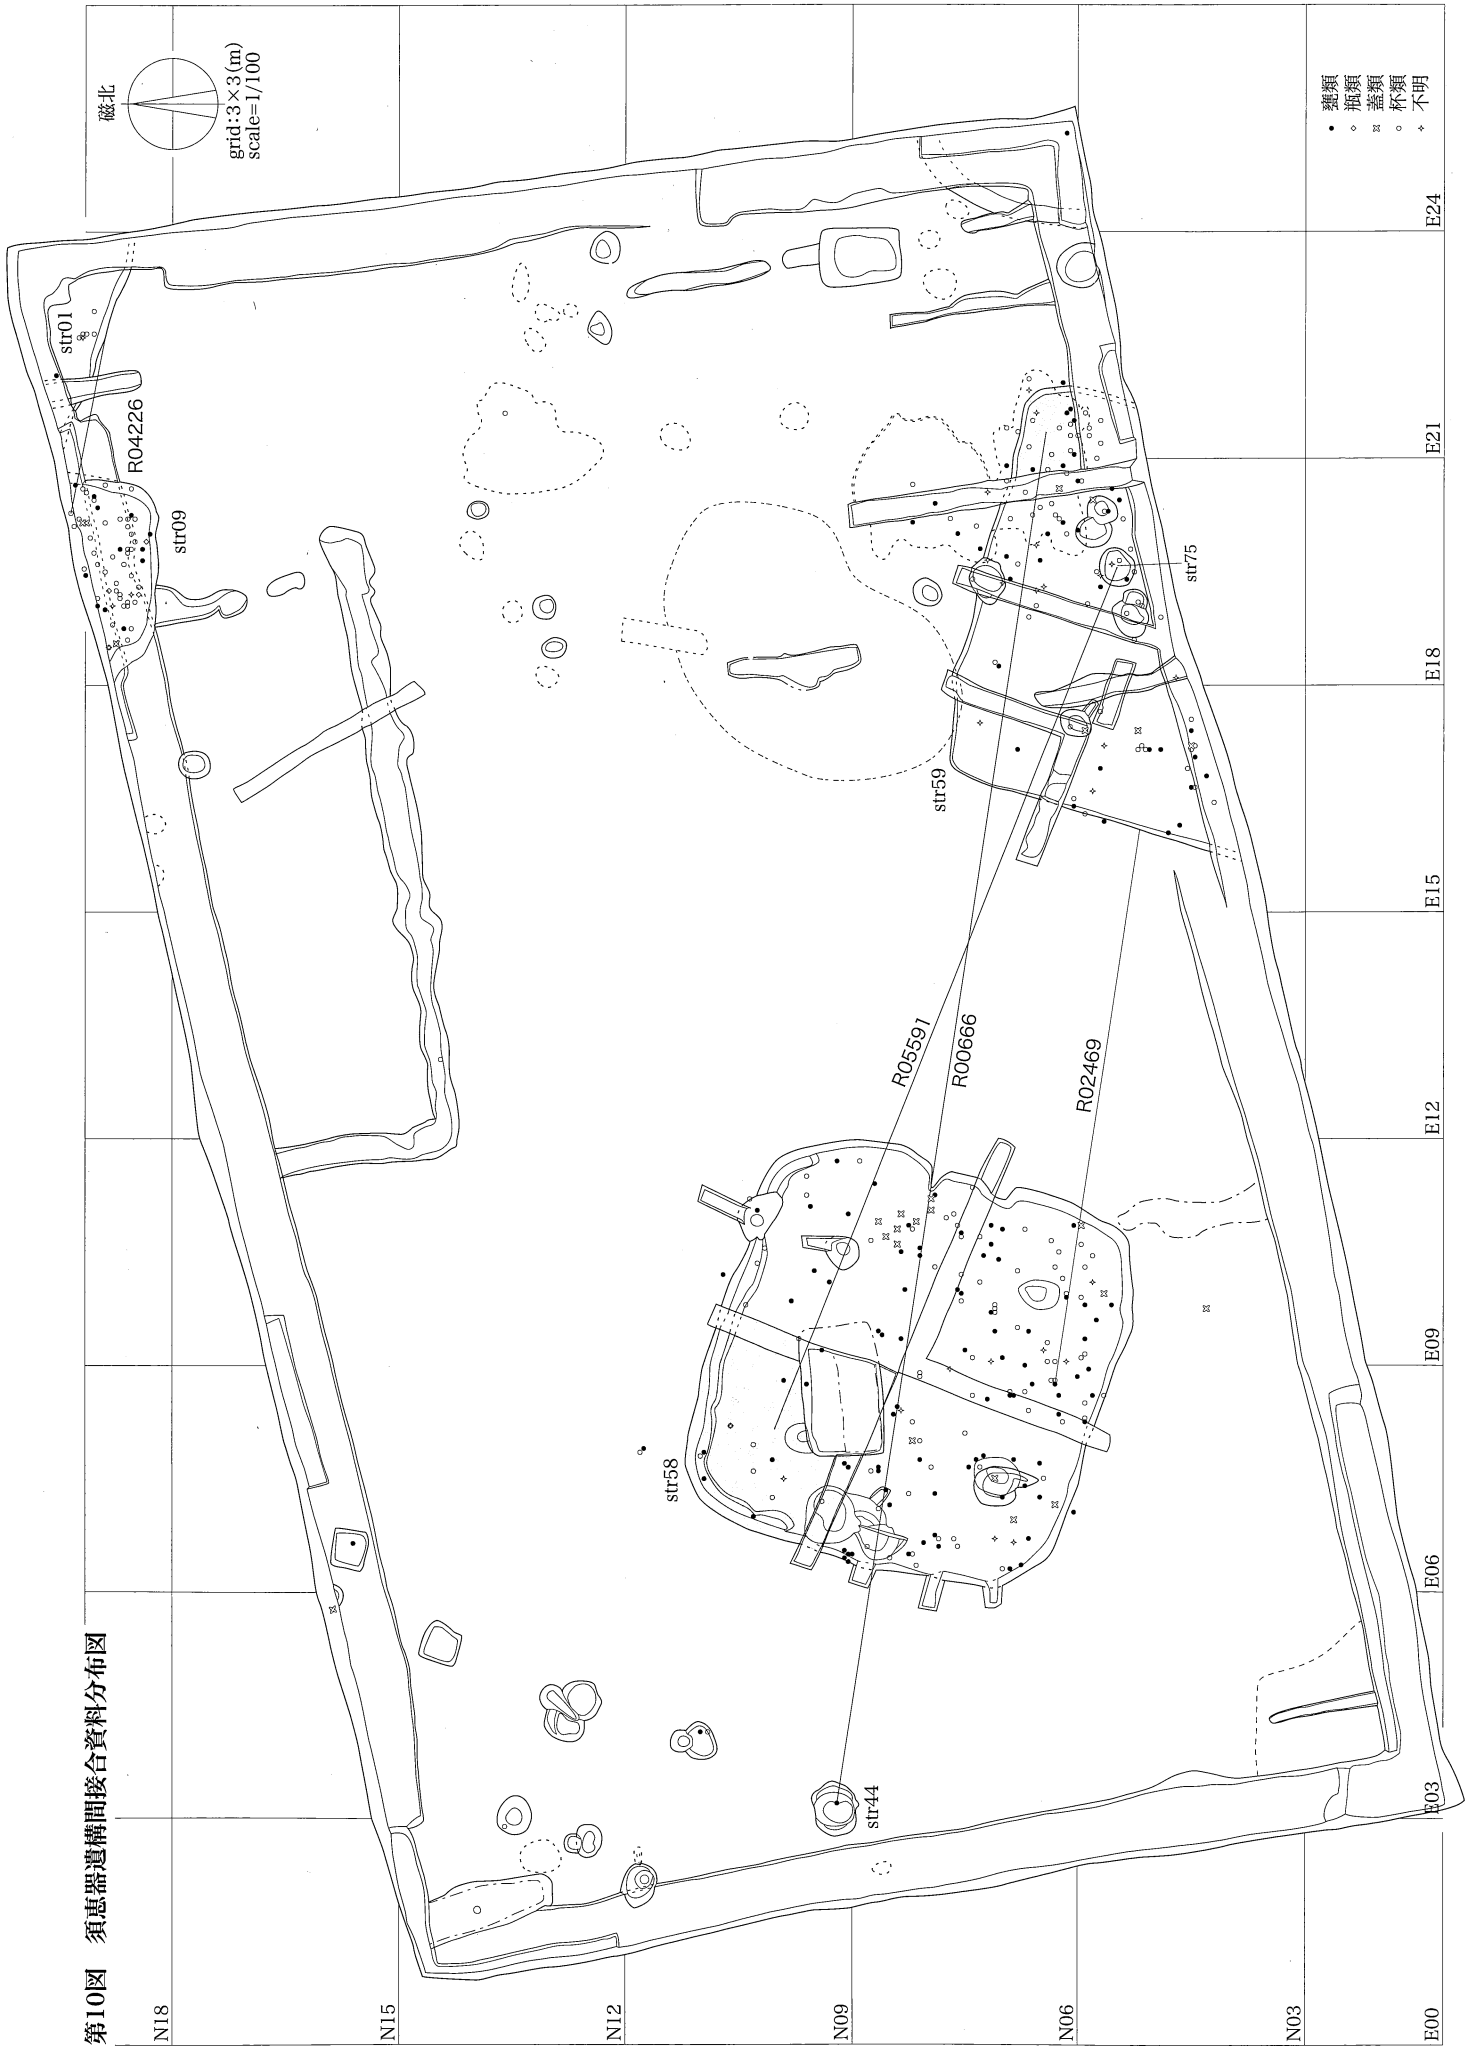 第10図　須恵器遺構間接合資料分布図
磁北
grid:3×3(m)
scale=1/100
甕類
瓶類
蓋類
杯類
不明
str01
R04226
str09
str75
str59
R05591
R00666
R02469
str58
str44
N18
N15
N12
N09
N06
N03
E00
E03
E06
E09
E12
E15
E18
E21
E24